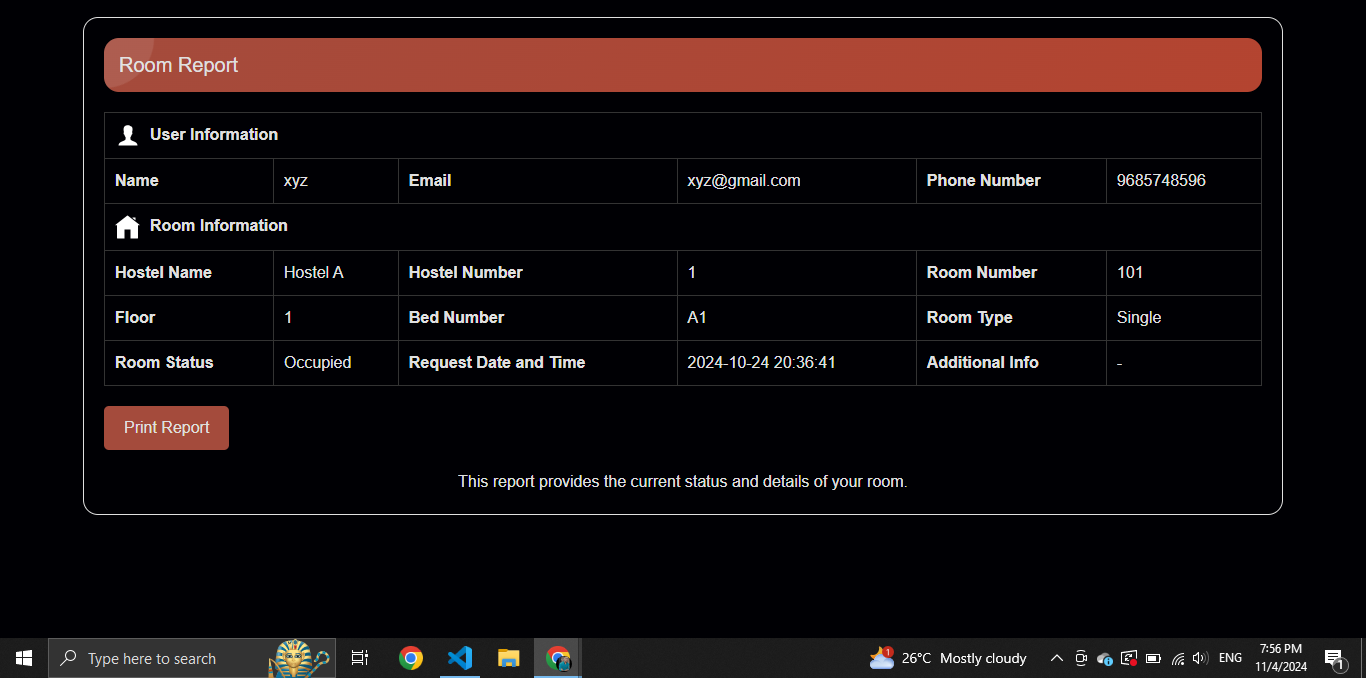 Room Report
User Information
Name xyz Email xyz@gmail.com Phone Number 9685748596
Room Information
Hostel Name Hostel A Hostel Number 1 Room Number 101
Floor 1 Bed Number A1 Room Type Single
Room Status Occupied Request Date and Time 2024-10-24 20:36:41 Additional Info -
Print Report
This report provides the current status and details of your room.
Type here to search 1 26°C Mostly cloudy ENG 7:56 PM 1
11/4/2024